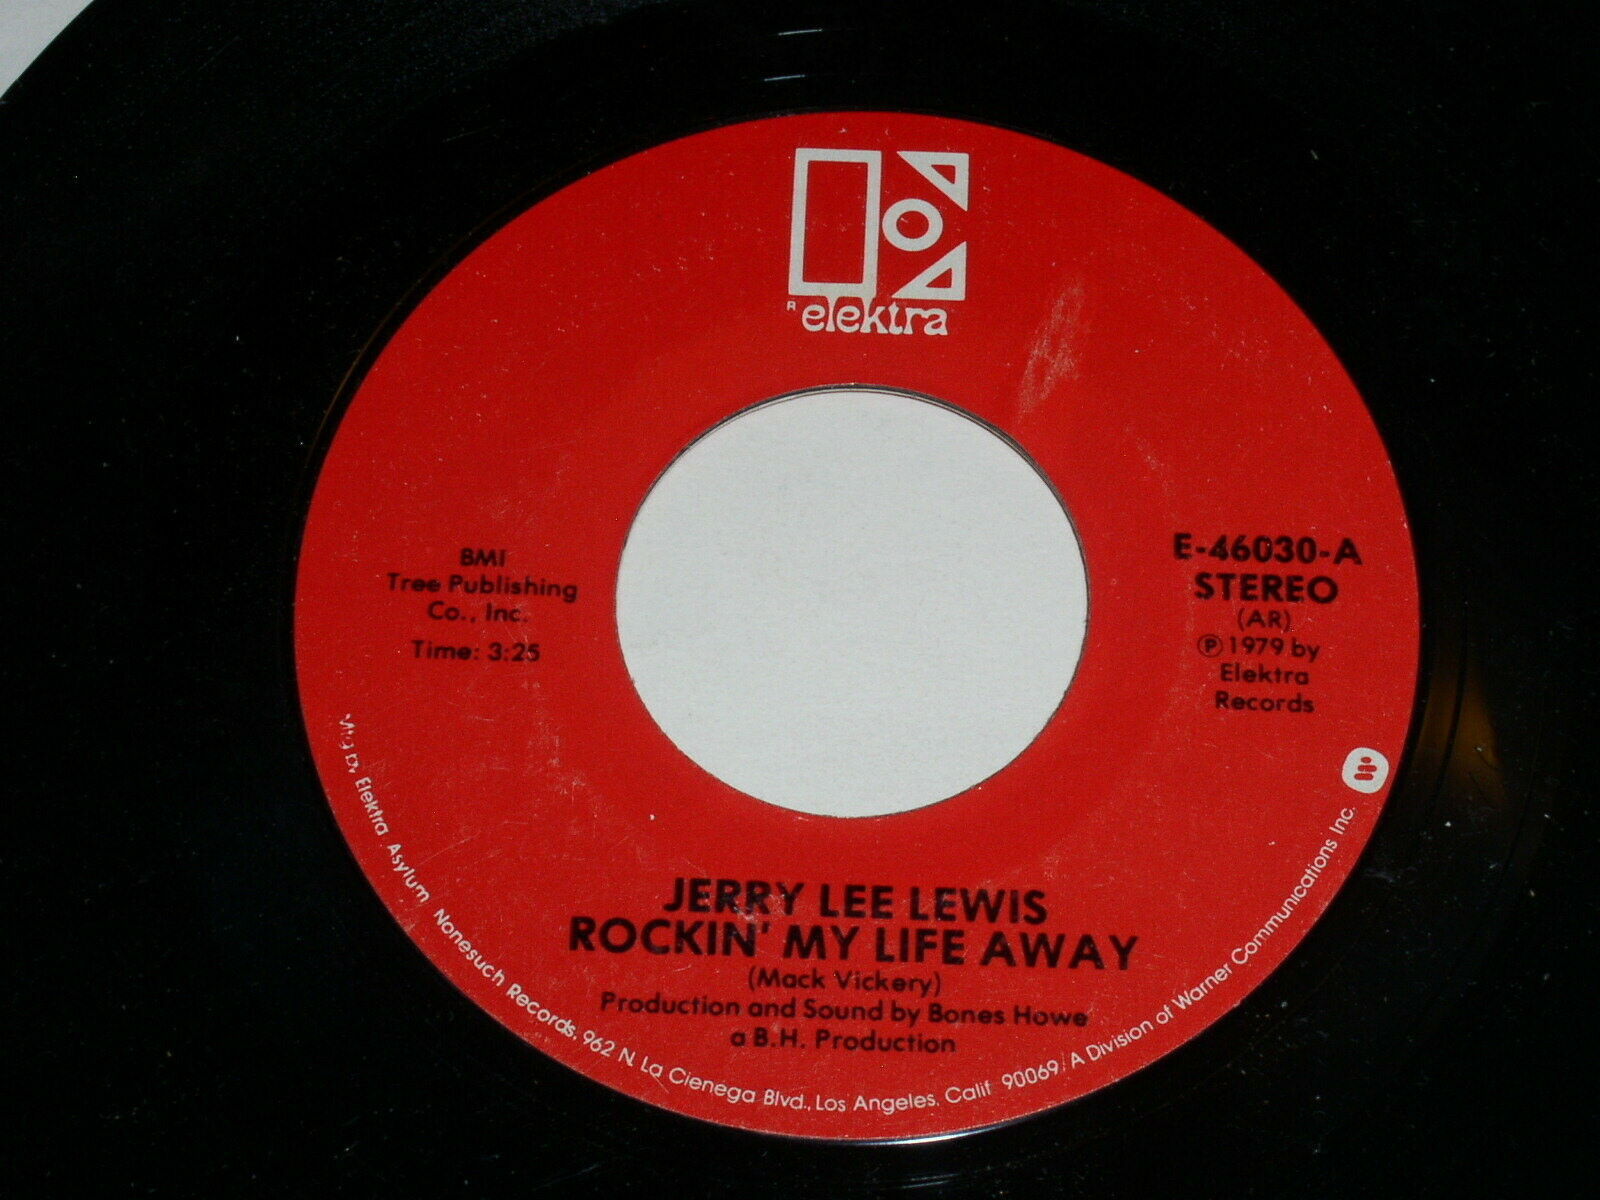 R elektra
BMI
Tree Publishing
Co., Inc.
Time: 3:25
E-46030-A
STEREO
(AR)
℗ 1979 by
Elektra
Records
JERRY LEE LEWIS
ROCKIN' MY LIFE AWAY
(Mack Vickery)
Production and Sound by Bones Howe
a B.H. Production
Elektra Asylum Nonesuch Records, 962 N. La Cienega Blvd., Los Angeles, Calif 90069 / A Division of Warner Communications Inc.